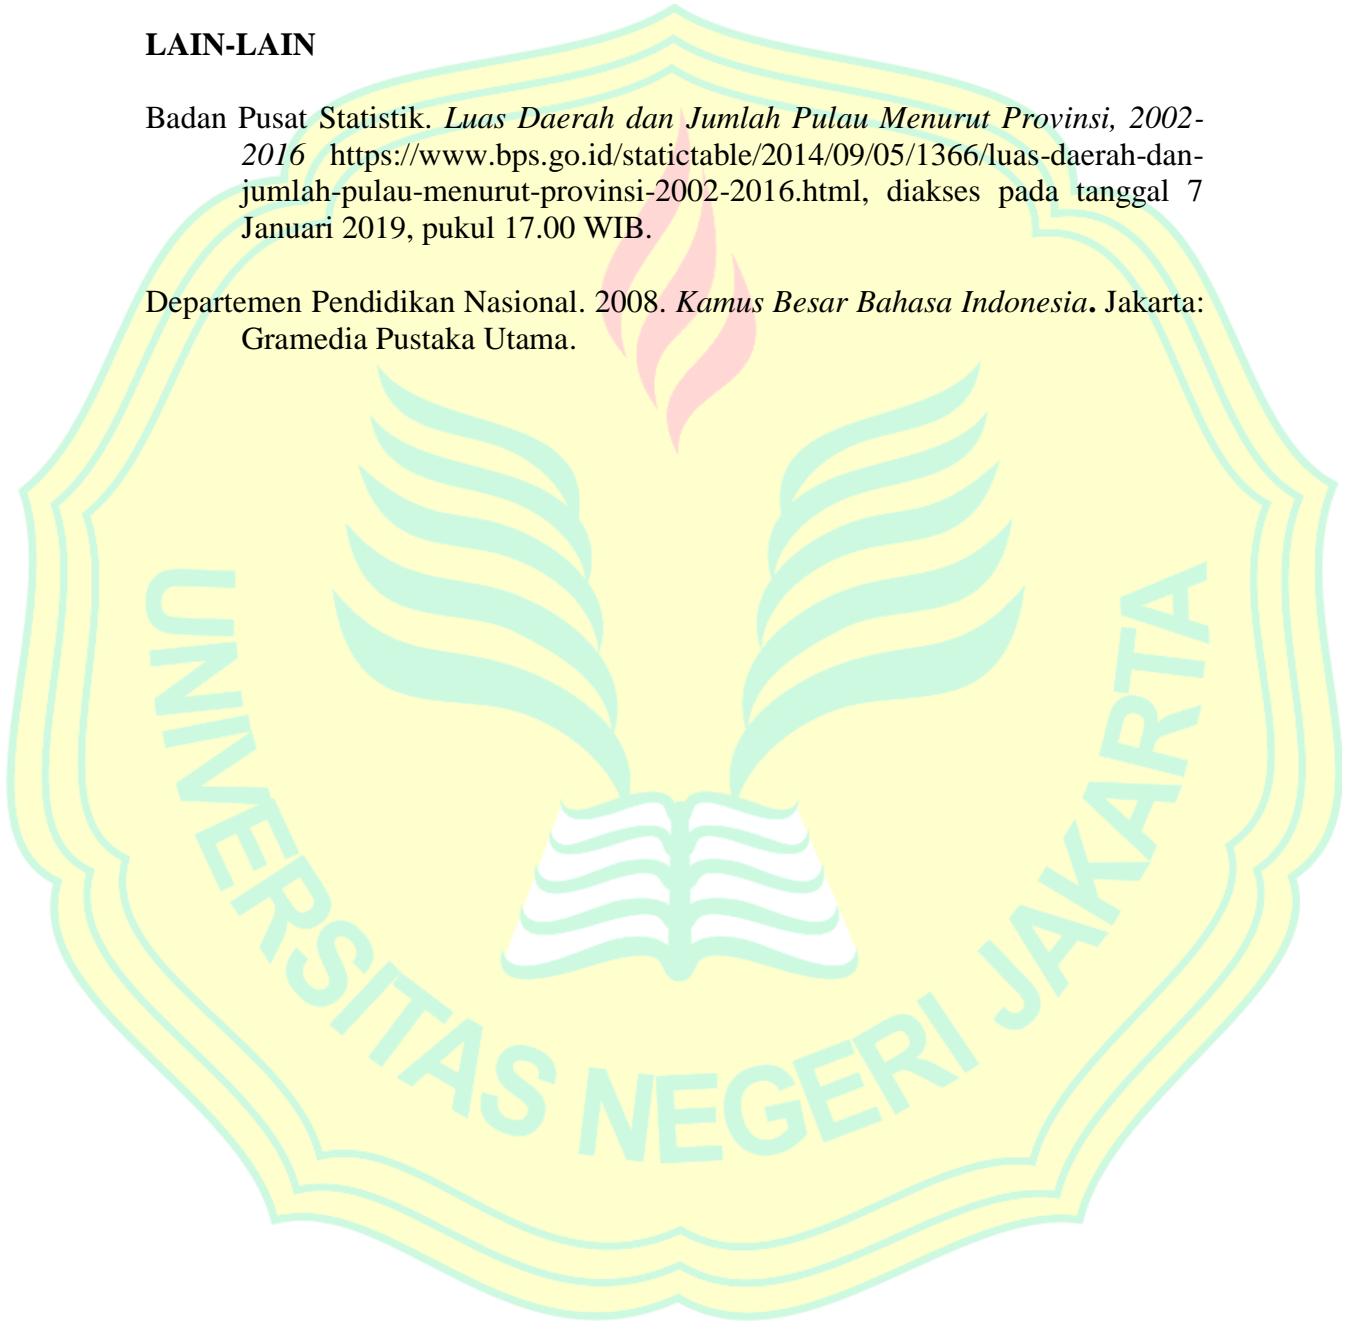 LAIN-LAIN
Badan Pusat Statistik. Luas Daerah dan Jumlah Pulau Menurut Provinsi, 2002-
2016 https://www.bps.go.id/statictable/2014/09/05/1366/luas-daerah-dan-
jumlah-pulau-menurut-provinsi-2002-2016.html, diakses pada tanggal 7
Januari 2019, pukul 17.00 WIB.
Departemen Pendidikan Nasional. 2008. Kamus Besar Bahasa Indonesia. Jakarta:
Gramedia Pustaka Utama.
UNIVERSITAS NEGERI JAKARTA